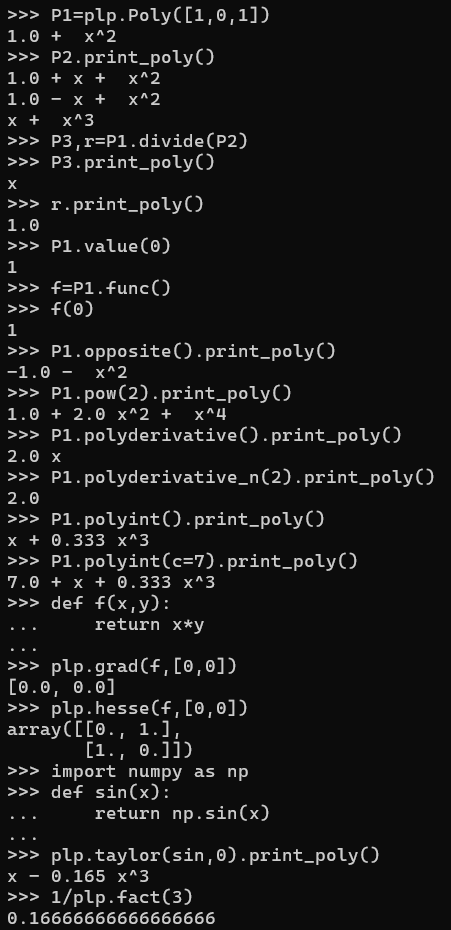 >>> P1=plp.Poly([1,0,1])
1.0 +  x^2
>>> P2.print_poly()
1.0 + x +  x^2
1.0 - x +  x^2
x +  x^3
>>> P3,r=P1.divide(P2)
>>> P3.print_poly()
x
>>> r.print_poly()
1.0
>>> P1.value(0)
1
>>> f=P1.func()
>>> f(0)
1
>>> P1.opposite().print_poly()
-1.0 -  x^2
>>> P1.pow(2).print_poly()
1.0 + 2.0 x^2 +  x^4
>>> P1.polyderivative().print_poly()
2.0 x
>>> P1.polyderivative_n(2).print_poly()
2.0
>>> P1.polyint().print_poly()
x + 0.333 x^3
>>> P1.polyint(c=7).print_poly()
7.0 + x + 0.333 x^3
>>> def f(x,y):
...     return x*y
...
>>> plp.grad(f,[0,0])
[0.0, 0.0]
>>> plp.hesse(f,[0,0])
array([[0., 1.],
       [1., 0.]])
>>> import numpy as np
>>> def sin(x):
...     return np.sin(x)
...
>>> plp.taylor(sin,0).print_poly()
x - 0.165 x^3
>>> 1/plp.fact(3)
0.16666666666666666